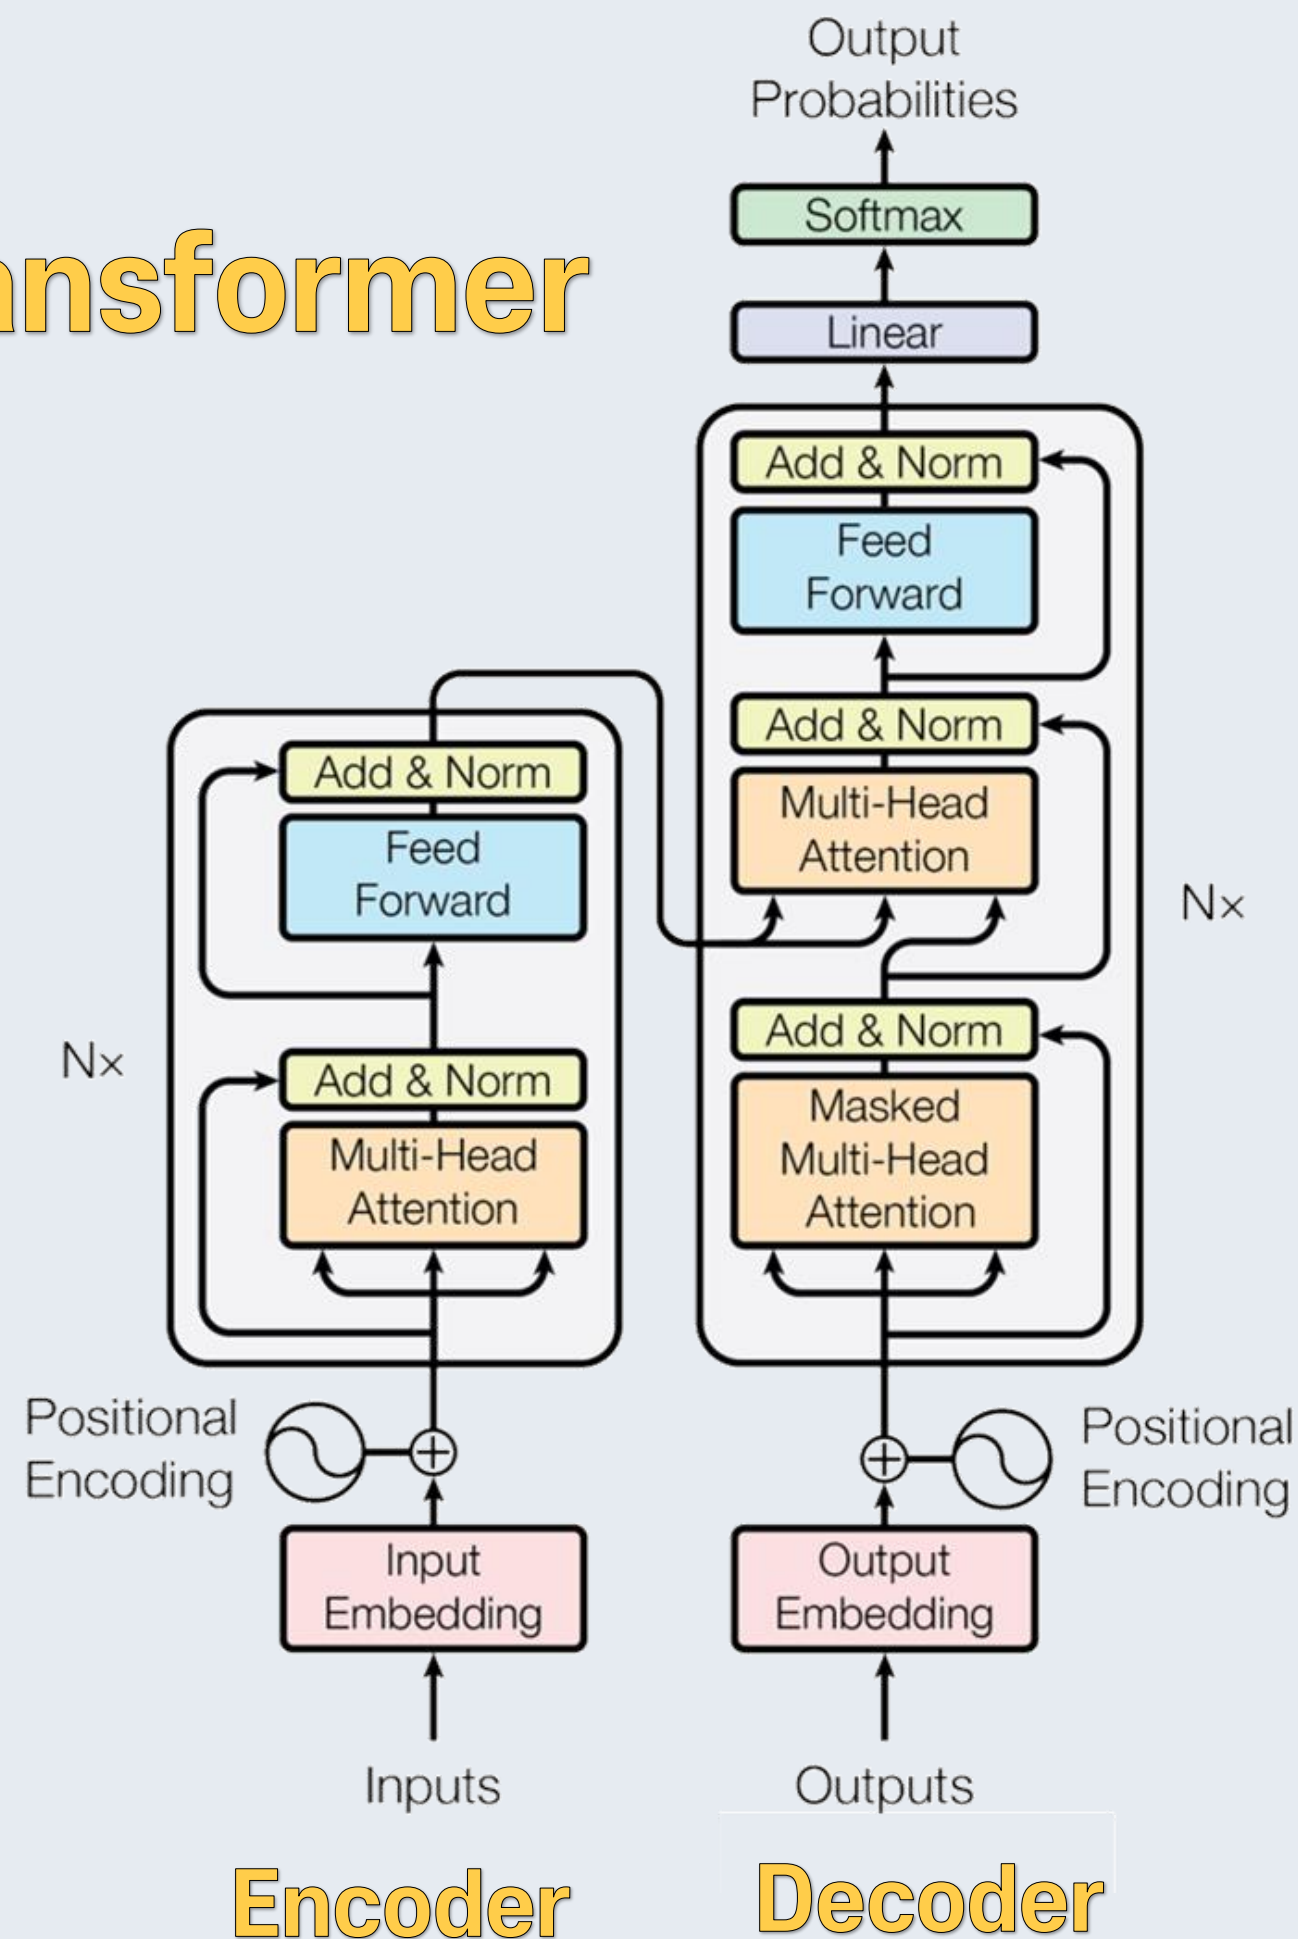 Output
Probabilities
Softmax
ansformer
Linear
Add & Norm
Feed
Forward
Add & Norm
Multi-Head
Attention
Nx
Add & Norm
Masked
Multi-Head
Attention
Add & Norm
Feed
Forward
Nx
Add & Norm
Multi-Head
Attention
Positional
Encoding
Input
Embedding
Inputs
Encoder
Positional
Encoding
Output
Embedding
Outputs
Decoder